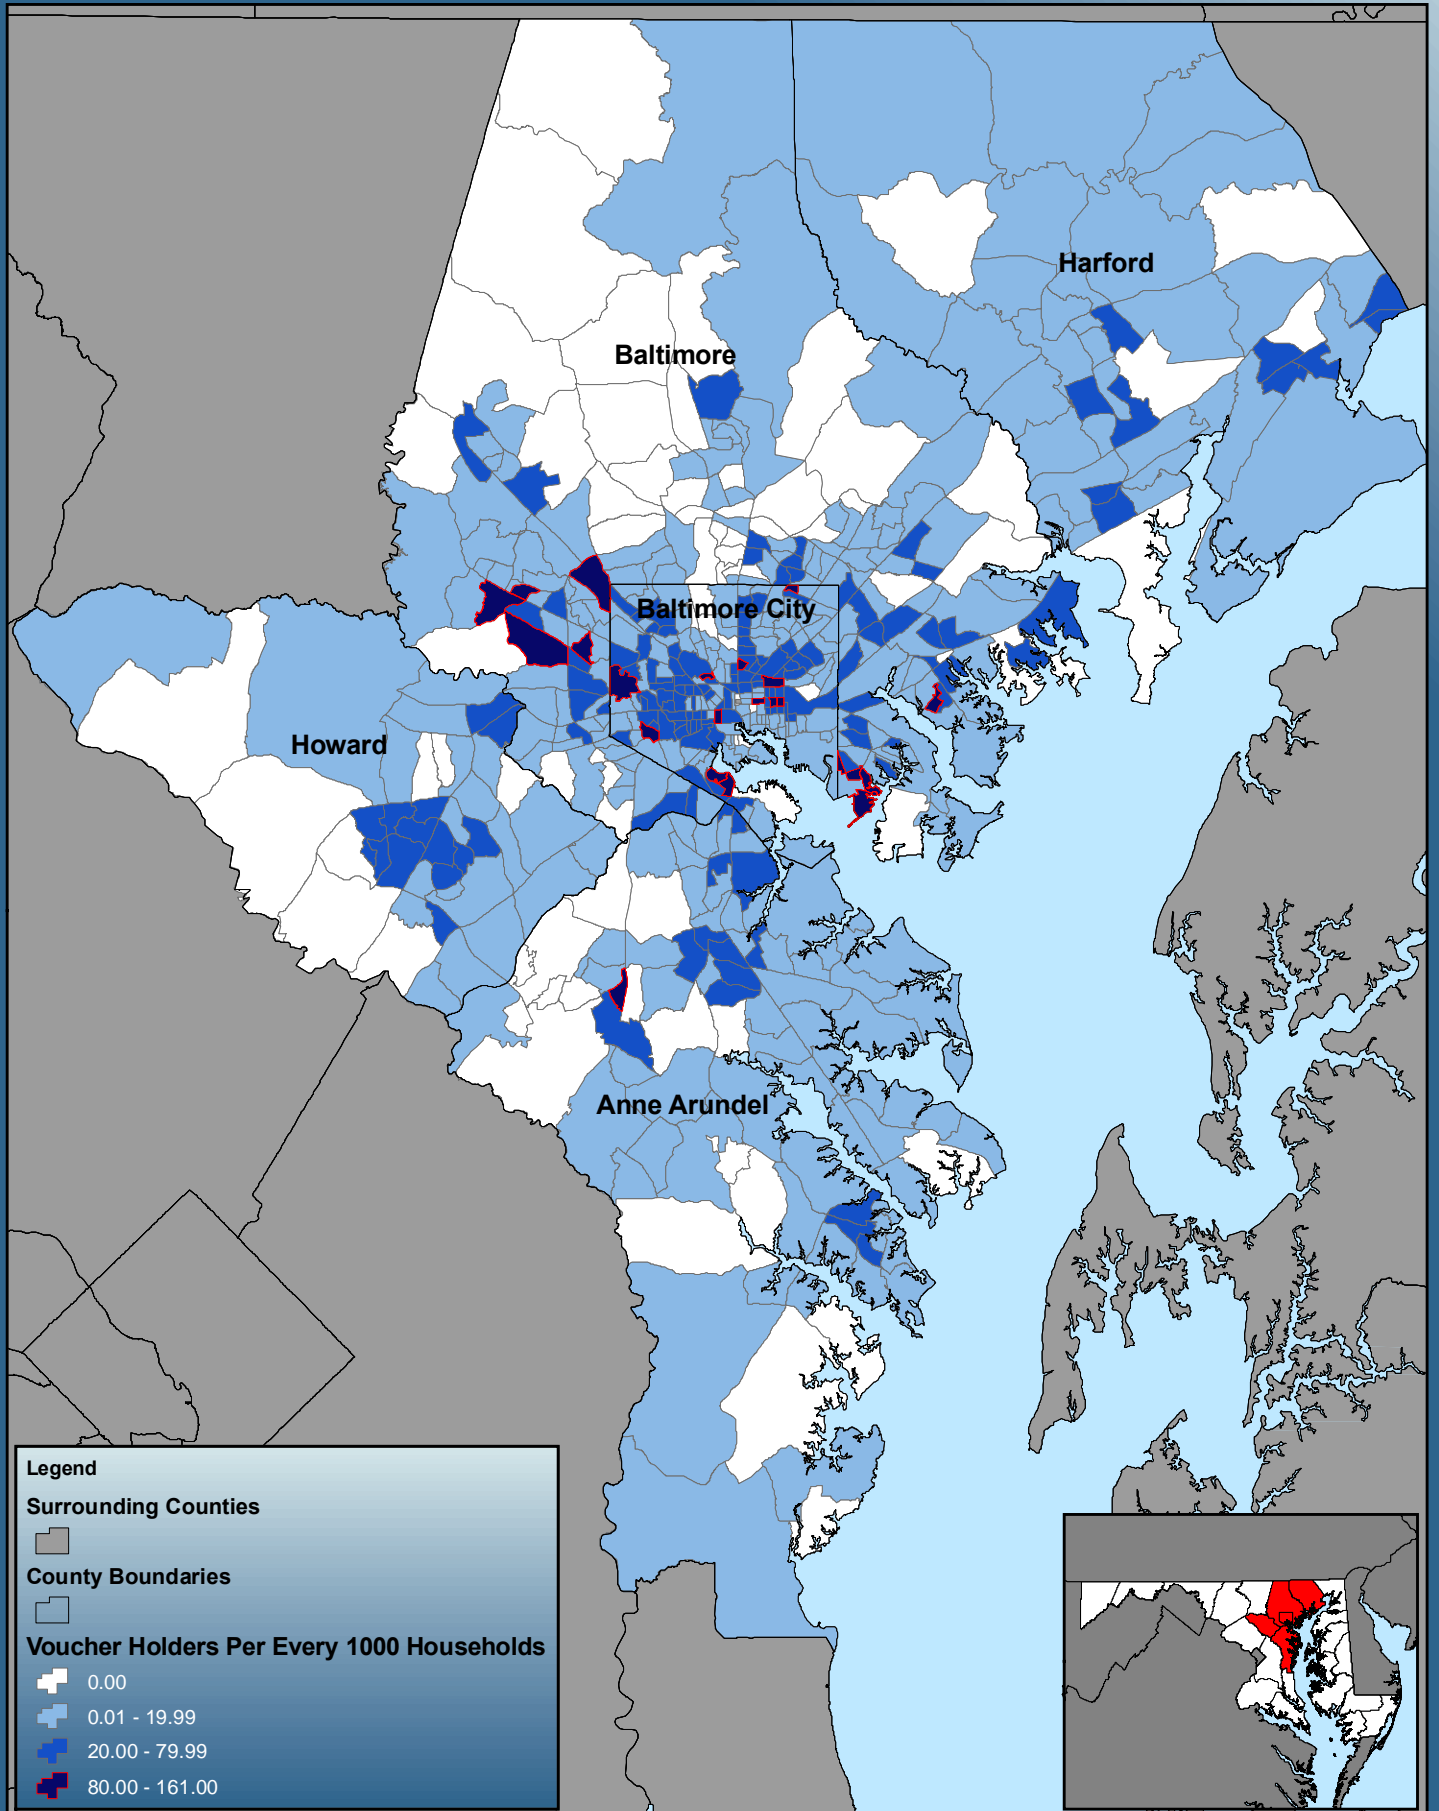 Harford
Baltimore
Baltimore City
Howard
Anne Arundel
Legend
Surrounding Counties
County Boundaries
Voucher Holders Per Every 1000 Households
0.00
0.01 - 19.99
20.00 - 79.99
80.00 - 161.00